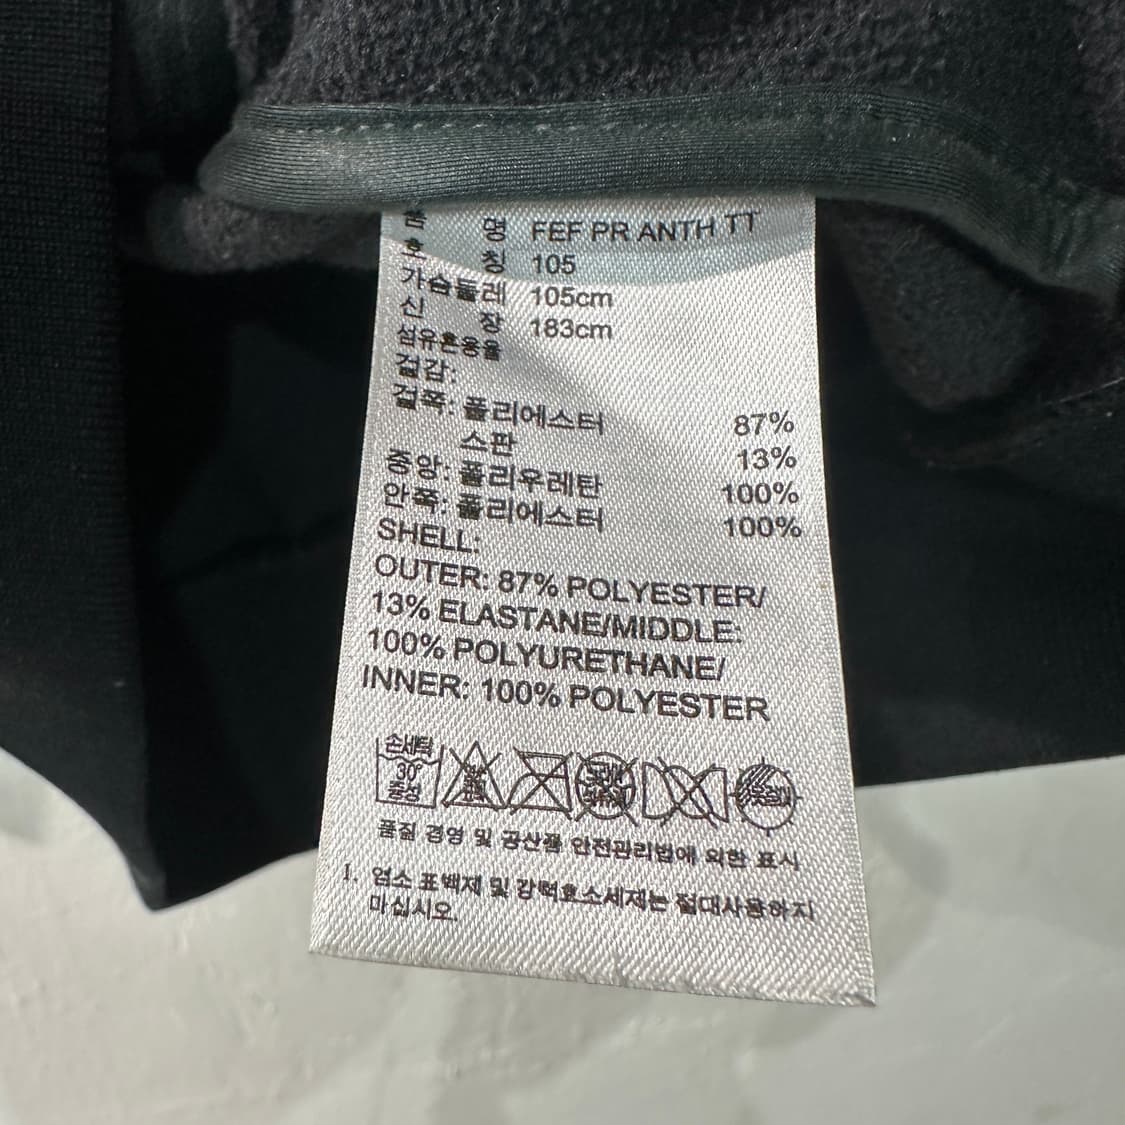 품 명 FEF PR ANTH TT
호 칭 105
가슴둘레 105cm
신 장 183cm
섬유혼용율
겉감:
겉쪽: 폴리에스터 87%
스판 13%
중앙: 폴리우레탄 100%
안쪽: 폴리에스터 100%
SHELL:
OUTER: 87% POLYESTER/
13% ELASTANE/MIDDLE:
100% POLYURETHANE/
INNER: 100% POLYESTER
손세탁
30°
중성
품질 경영 및 공산품 안전관리법에 의한 표시
1. 염소 표백제 및 강력효소세제는 절대사용하지
마십시오.